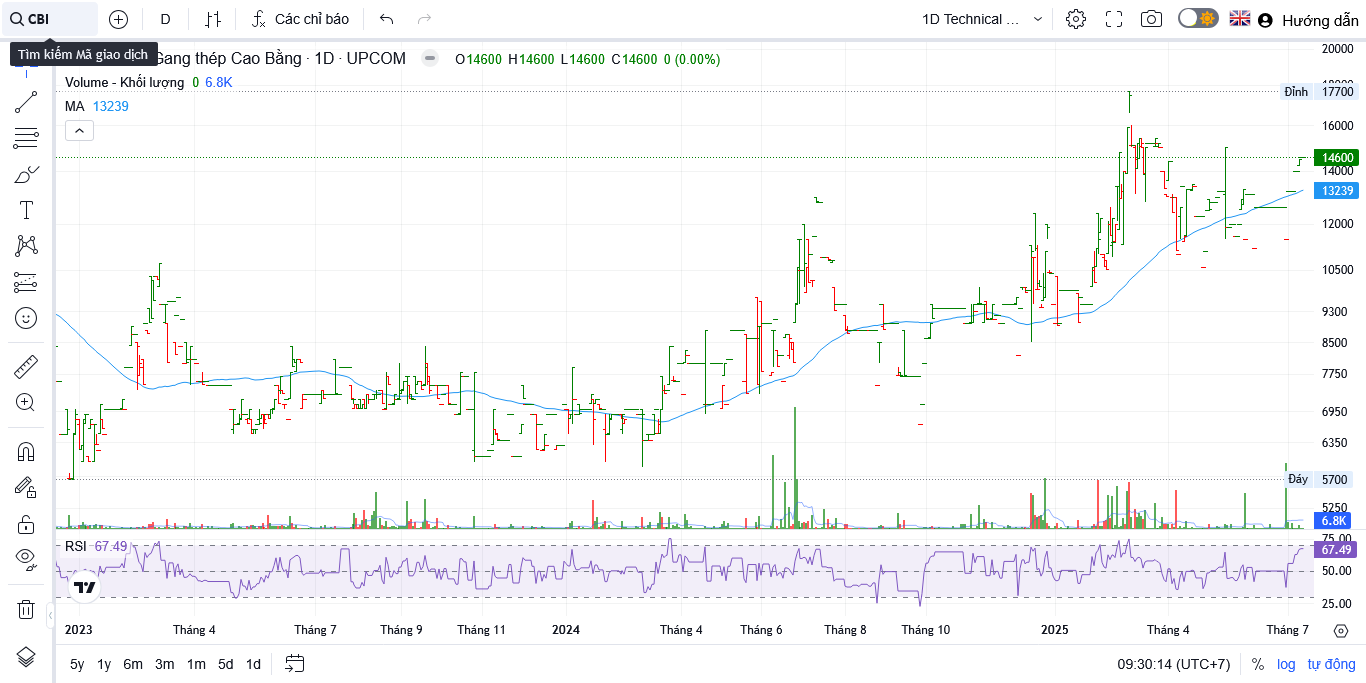 CBI D Các chỉ báo 1D Technical ... Hướng dẫn
Tìm kiếm Mã giao dịch
Gang thép Cao Bằng · 1D · UPCOM O14600 H14600 L14600 C14600 0 (0.00%)
Volume - Khối lượng 0 6.8K
MA 13239
20000
Đỉnh 17700
16000
14600
14000
13239
12000
10500
9300
8500
7750
6950
6350
Đáy 5700
5250
6.8K
75.00
RSI 67.49
67.49
50.00
25.00
2023 Tháng 4 Tháng 7 Tháng 9 Tháng 11 2024 Tháng 4 Tháng 6 Tháng 8 Tháng 10 2025 Tháng 4 Tháng 7
5y 1y 6m 3m 1m 5d 1d 09:30:14 (UTC+7) % log tự động